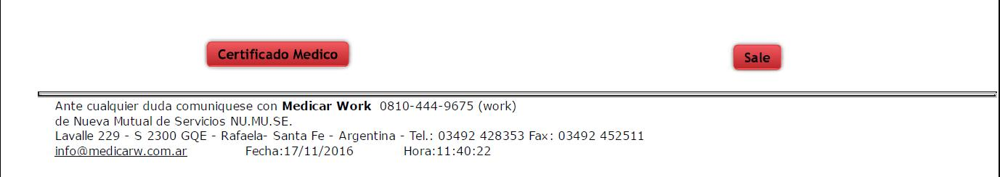 Certificado Medico Sale
Ante cualquier duda comuniquese con Medicar Work 0810-444-9675 (work)
de Nueva Mutual de Servicios NU.MU.SE.
Lavalle 229 - S 2300 GQE - Rafaela- Santa Fe - Argentina - Tel.: 03492 428353 Fax: 03492 452511
info@medicarw.com.ar Fecha:17/11/2016 Hora:11:40:22